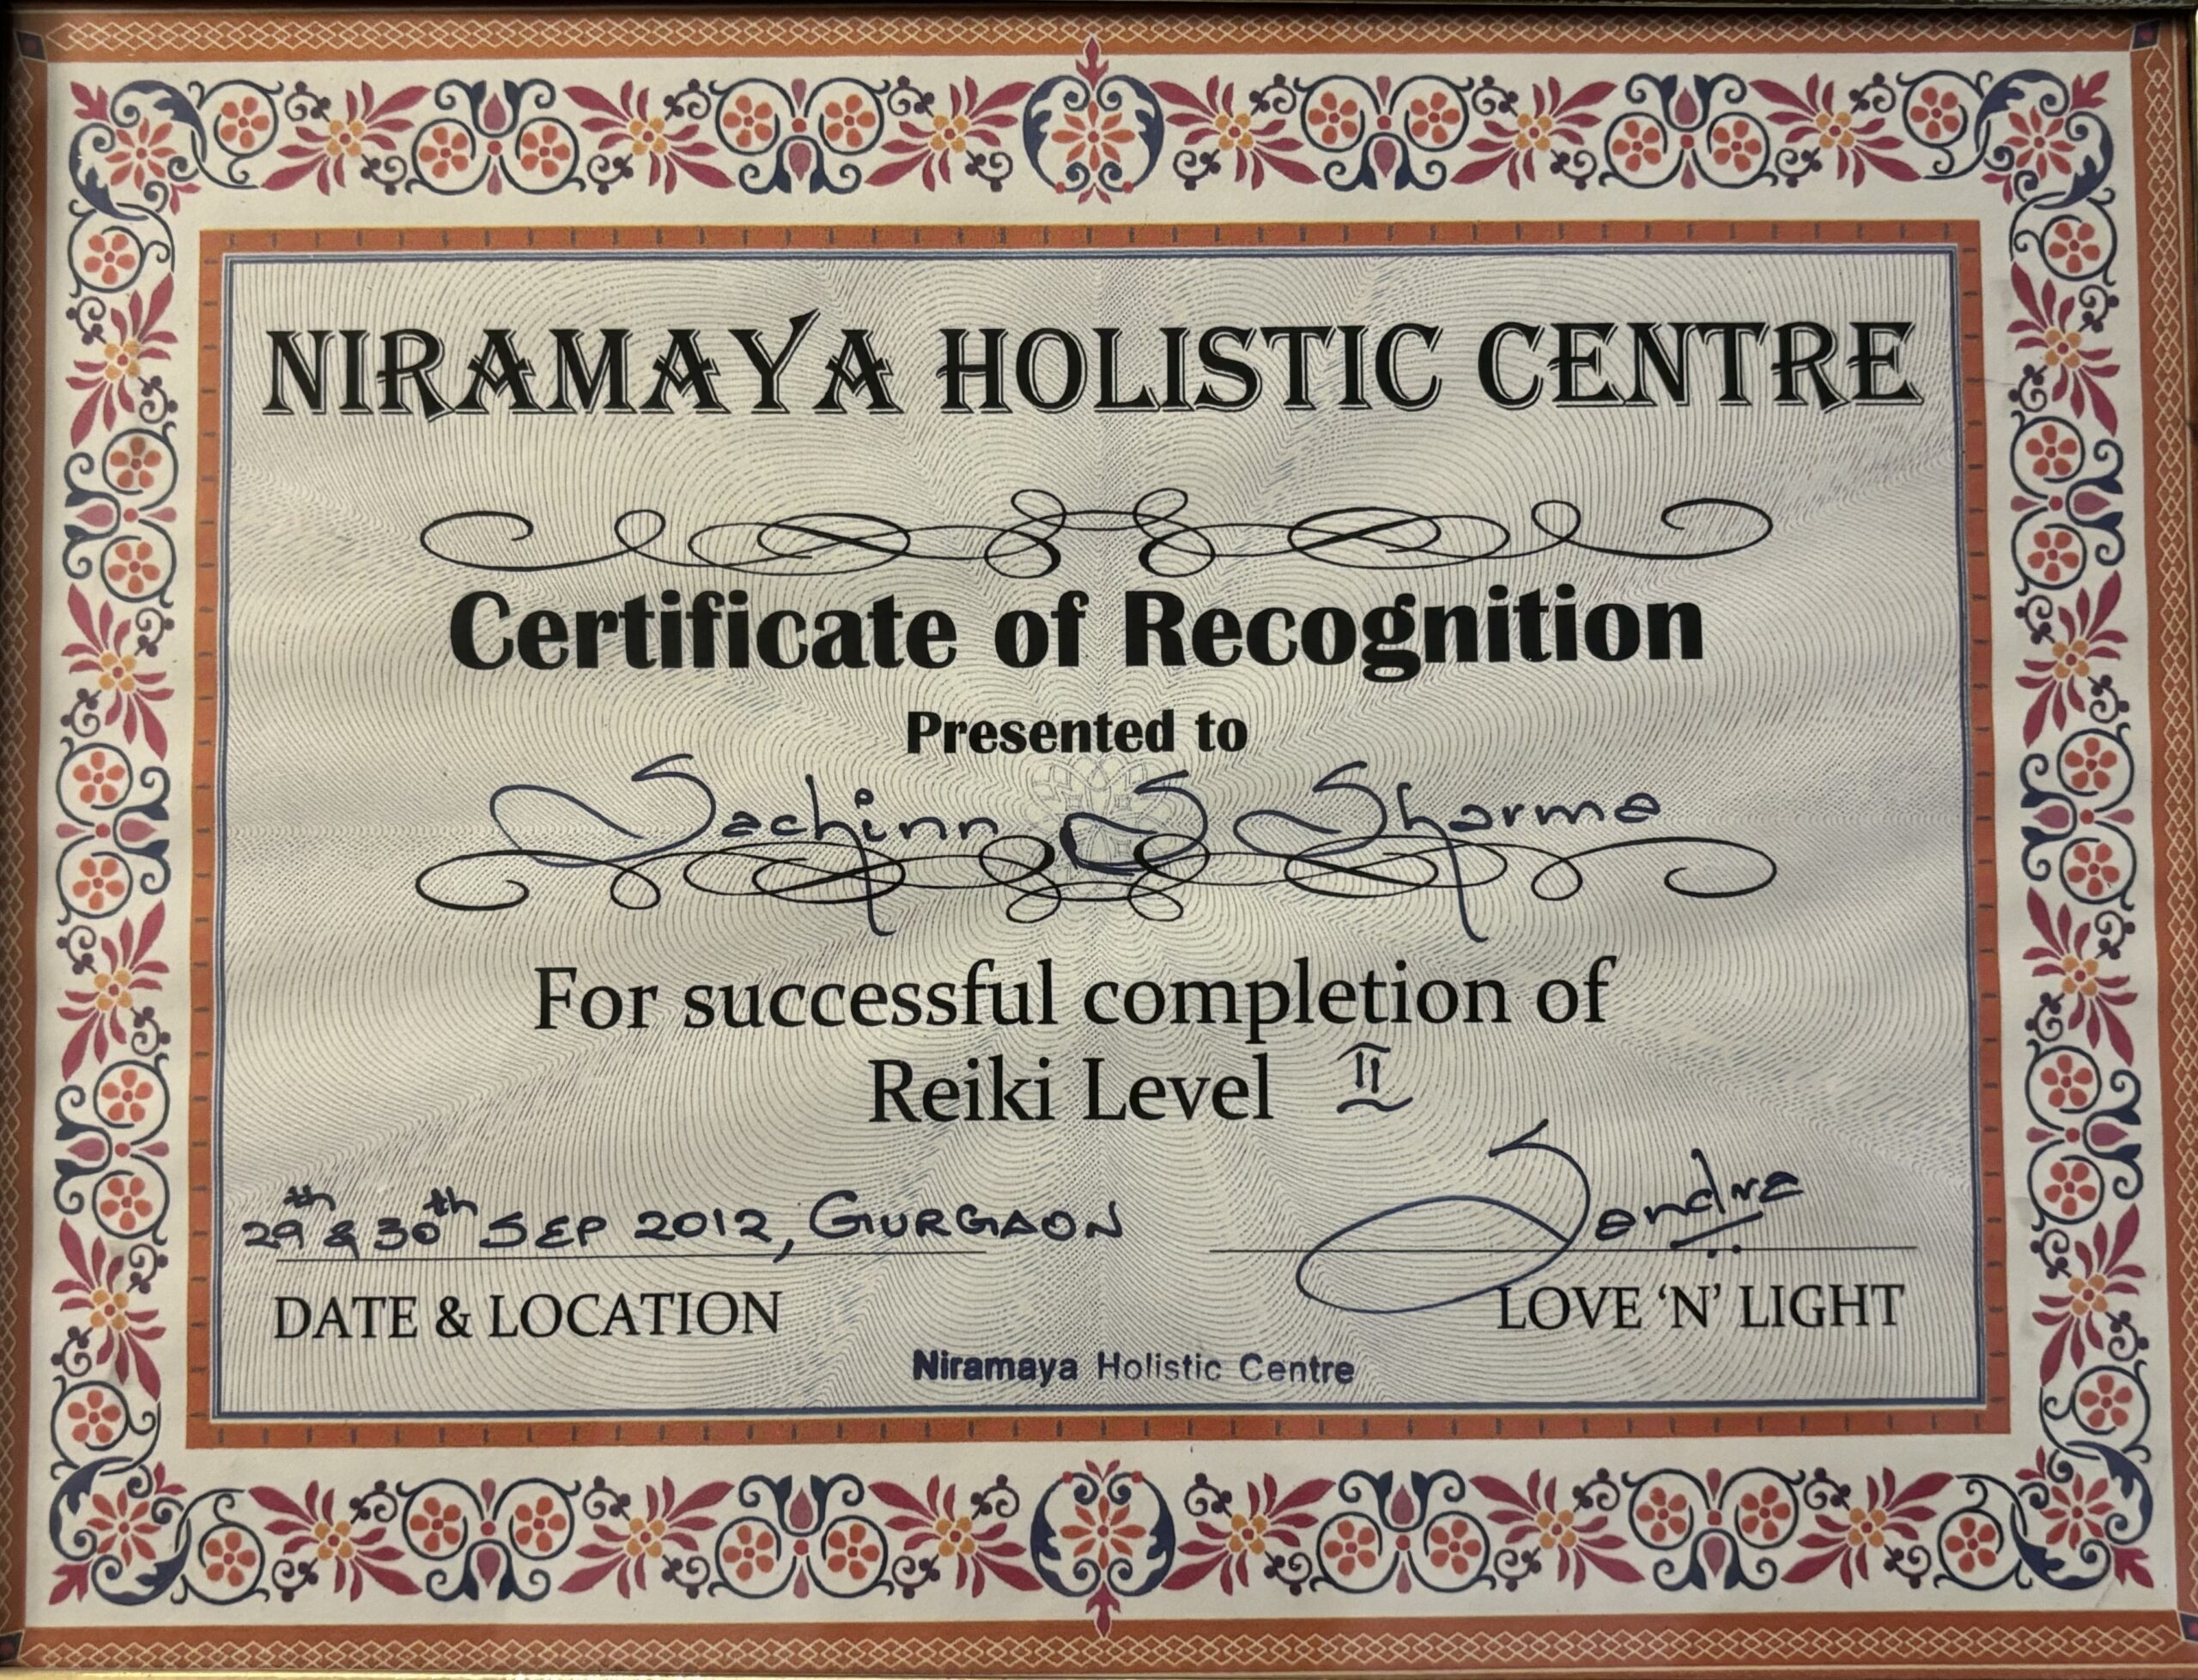 NIRAMAYA HOLISTIC CENTRE
Certificate of Recognition
Presented to
Sachinn S Sharma
For successful completion of
Reiki Level II
29th & 30th SEP 2012, GURGAON
Sandra
DATE & LOCATION
LOVE ‘N’ LIGHT
Niramaya Holistic Centre